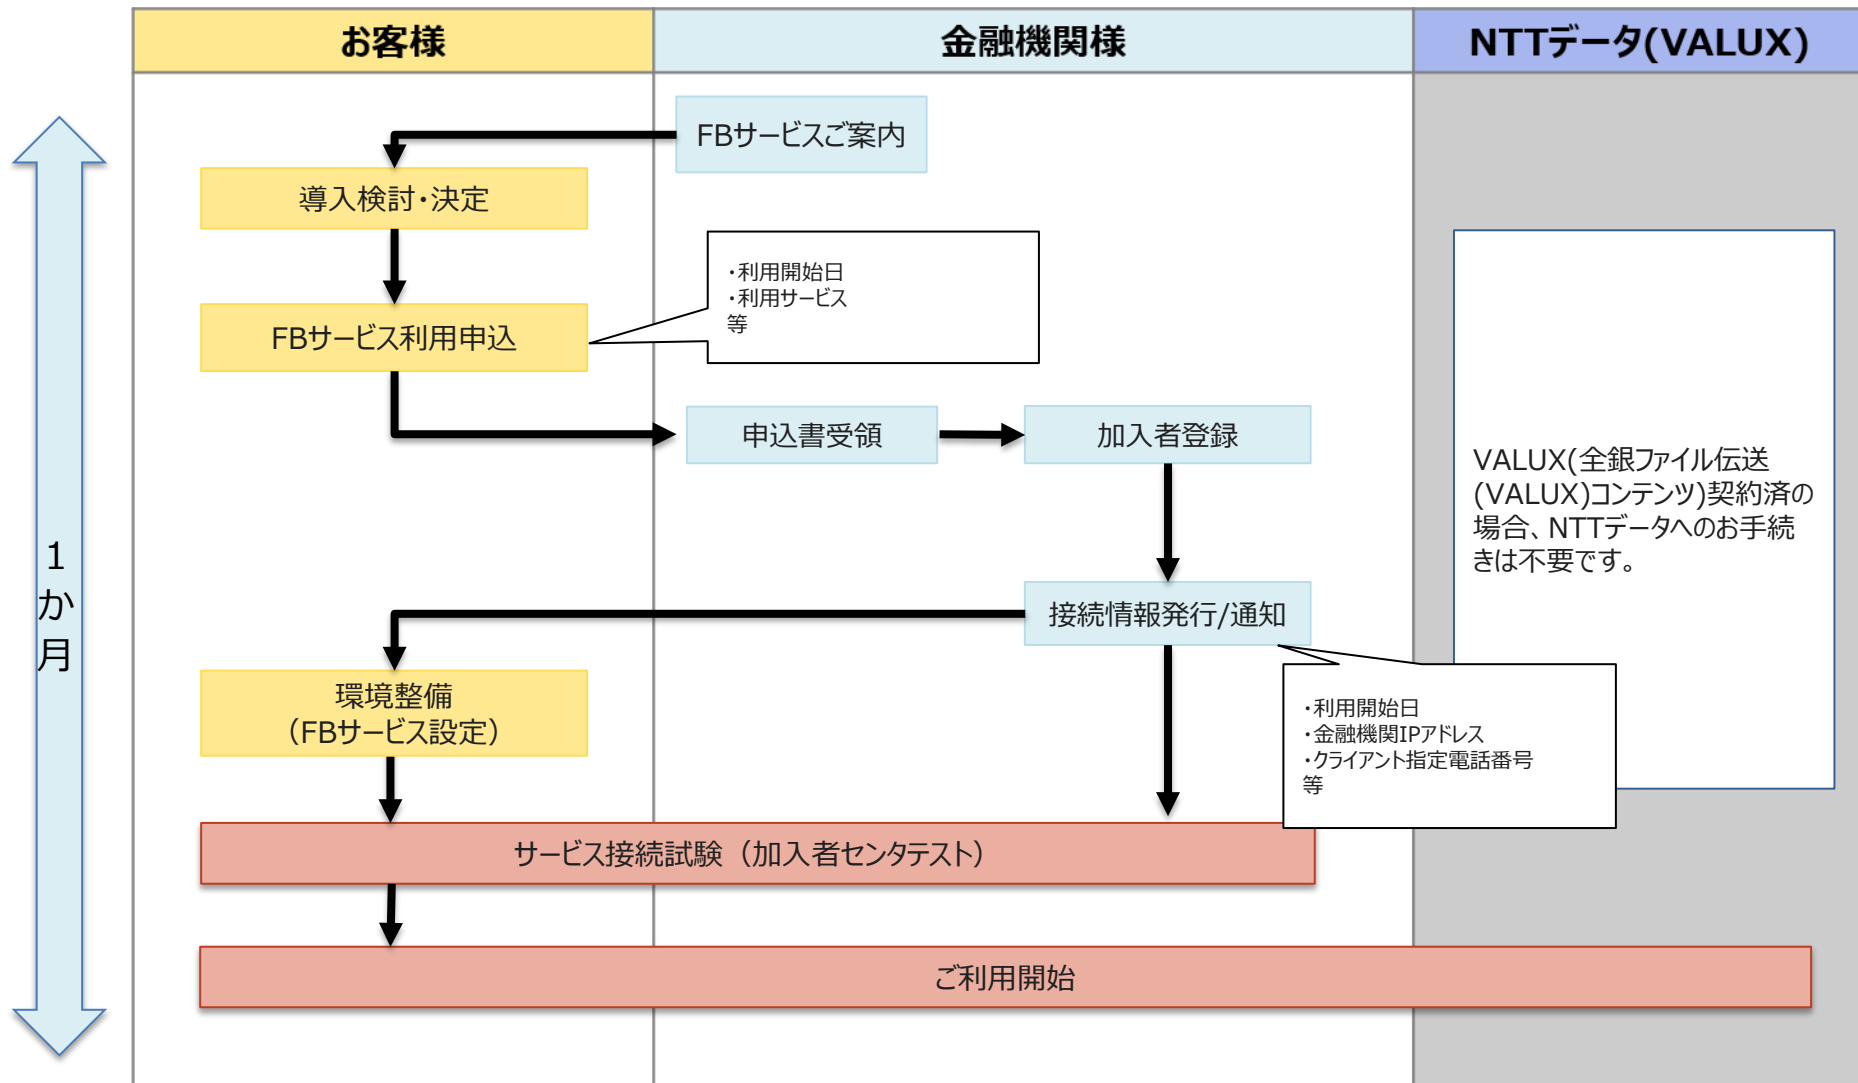 お客様
金融機関様
NTTデータ(VALUX)
FBサービスご案内
導入検討・決定
・利用開始日
・利用サービス
等
FBサービス利用申込
申込書受領
加入者登録
VALUX(全銀ファイル伝送
(VALUX)コンテンツ)契約済の
場合、NTTデータへのお手続
きは不要です。
1
か
月
接続情報発行/通知
環境整備
（FBサービス設定）
・利用開始日
・金融機関IPアドレス
・クライアント指定電話番号
等
サービス接続試験（加入者センタテスト）
ご利用開始